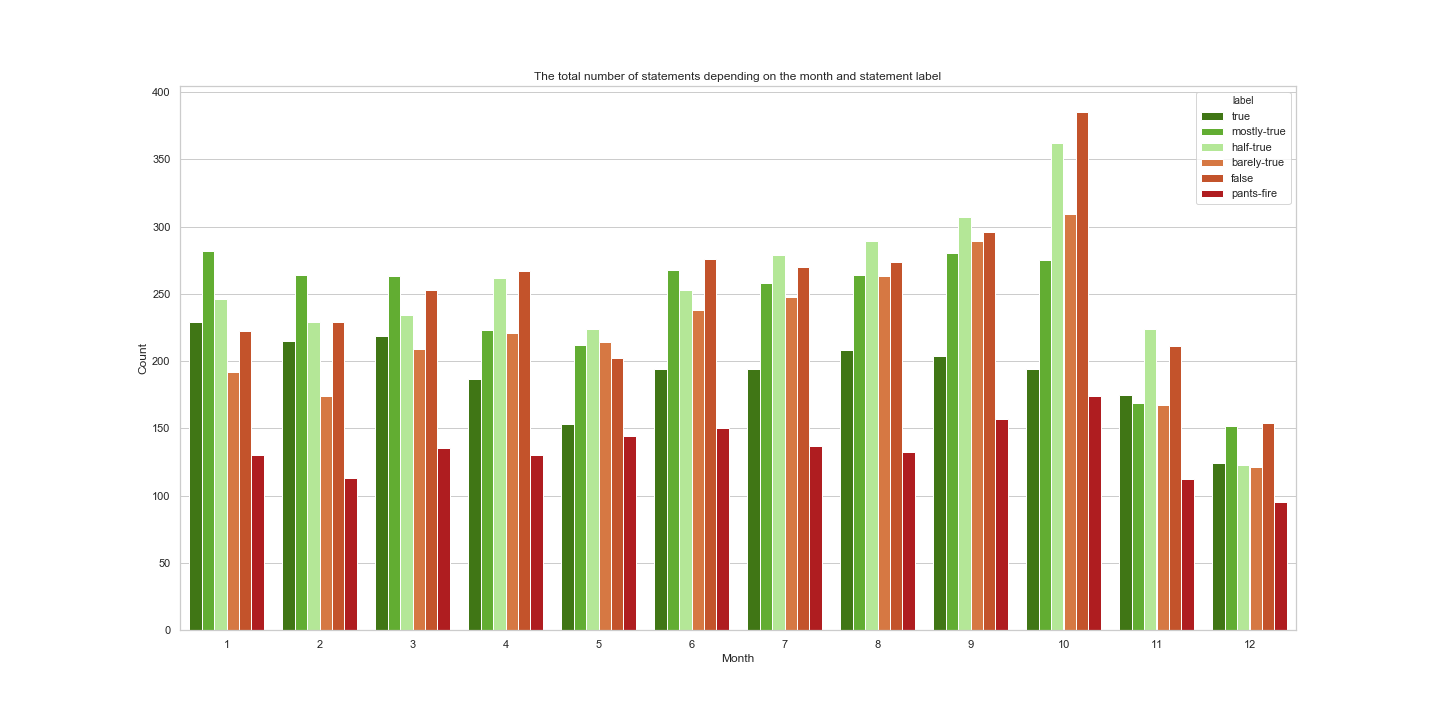 The total number of statements depending on the month and statement label
400
350
300
250
200
150
100
50
0
Count
label
true
mostly-true
half-true
barely-true
false
pants-fire
1 2 3 4 5 6 7 8 9 10 11 12
Month